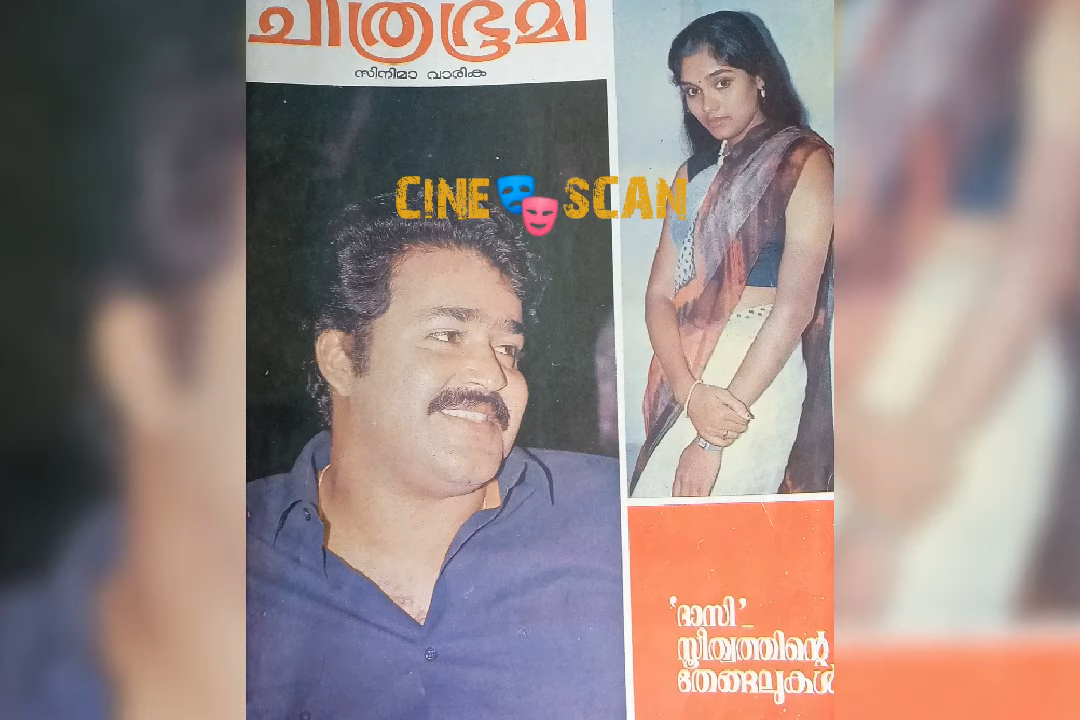 ചിത്രഭൂമി
സിനിമാ വാരിക
CINE SCAN
'ദാസി'_
സ്ത്രീത്വത്തിന്റെ
തേങ്ങലുകൾ